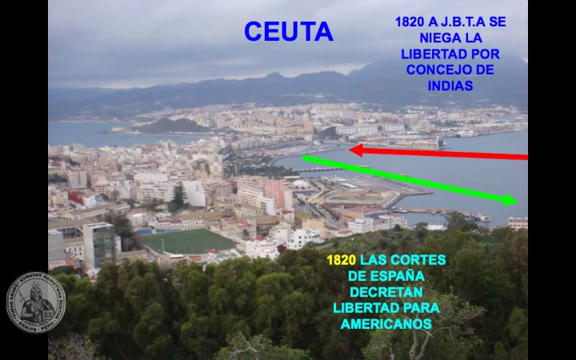 CEUTA
1820 A J.B.T.A SE
NIEGA LA
LIBERTAD POR
CONCEJO DE
INDIAS
1820 LAS CORTES
DE ESPAÑA
DECRETAN
LIBERTAD PARA
AMERICANOS